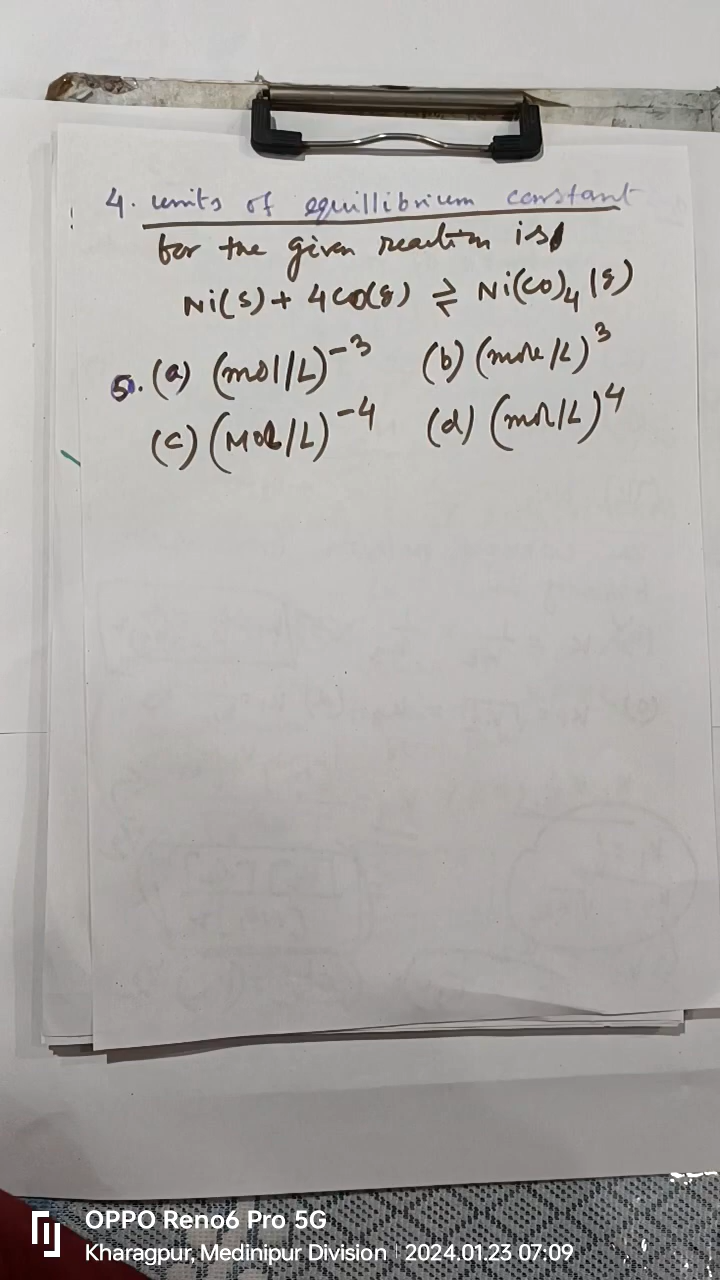 4. units of equillibrium constant
for the given reaction is
Ni(s) + 4CO(g) ⇌ Ni(CO)4 (g)
5. (a) (mol/L)^-3 (b) (mole/L)^3
(c) (Mol/L)^-4 (d) (mol/L)^4
OPPO Reno6 Pro 5G
Kharagpur, Medinipur Division | 2024.01.23 07:09